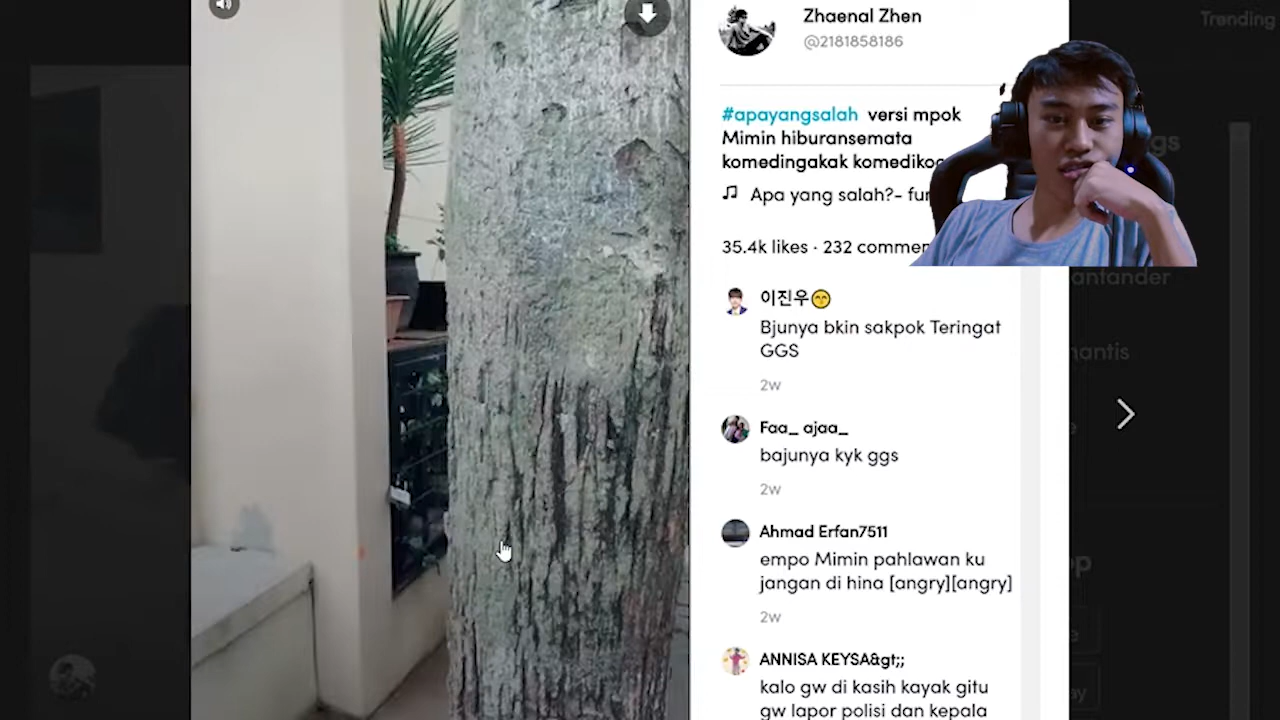 Trending
Zhaenal Zhen
@2181858186
#apayangsalah versi mpok
Mimin hiburansemata
komedingakak
Apa yang salah?-
35.4k likes · 232
이진우😙
Bjunya bkin sakpok Teringat
GGS
2w
Faa_ ajaa_
bajunya kyk ggs
2w
Ahmad Erfan7511
empo Mimin pahlawan ku
jangan di hina [angry][angry]
2w
ANNISA KEYSA&gt;;
kalo gw di kasih kayak gitu
gw lapor polisi dan kepala